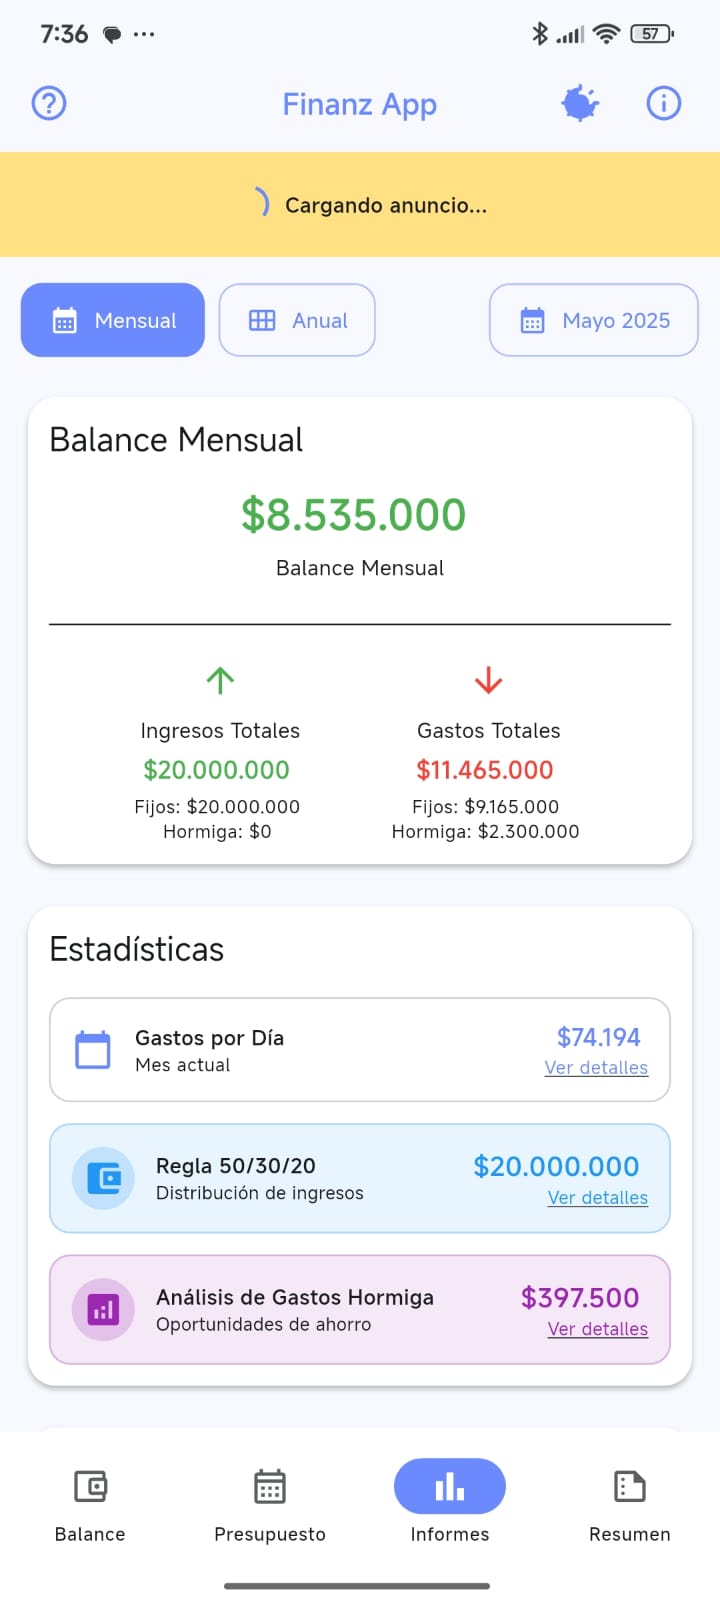 7:36
57
Finanz App
Cargando anuncio...
Mensual
Anual
Mayo 2025
Balance Mensual
$8.535.000
Balance Mensual
Ingresos Totales
$20.000.000
Fijos: $20.000.000
Hormiga: $0
Gastos Totales
$11.465.000
Fijos: $9.165.000
Hormiga: $2.300.000
Estadísticas
Gastos por Día
Mes actual
$74.194
Ver detalles
Regla 50/30/20
Distribución de ingresos
$20.000.000
Ver detalles
Análisis de Gastos Hormiga
Oportunidades de ahorro
$397.500
Ver detalles
Balance
Presupuesto
Informes
Resumen